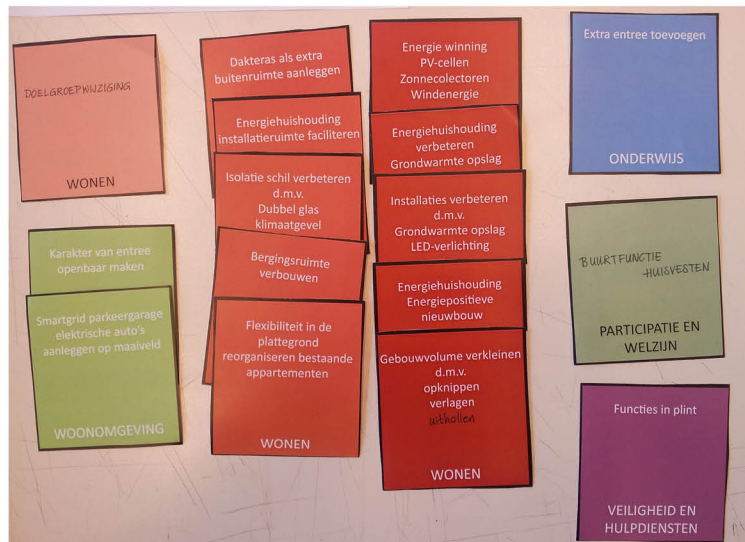 DOELGROEPWIJZIGING
WONEN
Karakter van entree
openbaar maken
Smartgrid parkeergarage
elektrische auto's
aanleggen op maaiveld
WOONOMGEVING
Dakteras als extra
buitenruimte aanleggen
Energiehuishouding
installatieruimte faciliteren
Isolatie schil verbeteren
d.m.v.
Dubbel glas
klimaatgevel
Bergingsruimte
verbouwen
Flexibiliteit in de
plattegrond
reorganiseren bestaande
appartementen
WONEN
Energie winning
PV-cellen
Zonnecolectoren
Windenergie
Energiehuishouding
verbeteren
Grondwarmte opslag
Installaties verbeteren
d.m.v.
Grondwarmte opslag
LED-verlichting
Energiehuishouding
Energiepositieve
nieuwbouw
Gebouwvolume verkleinen
d.m.v.
opknippen
verlagen
uithollen
WONEN
Extra entree toevoegen
ONDERWIJS
BUURTFUNCTIE
HUISVESTEN
PARTICIPATIE EN
WELZIJN
Functies in plint
VEILIGHEID EN
HULPDIENSTEN